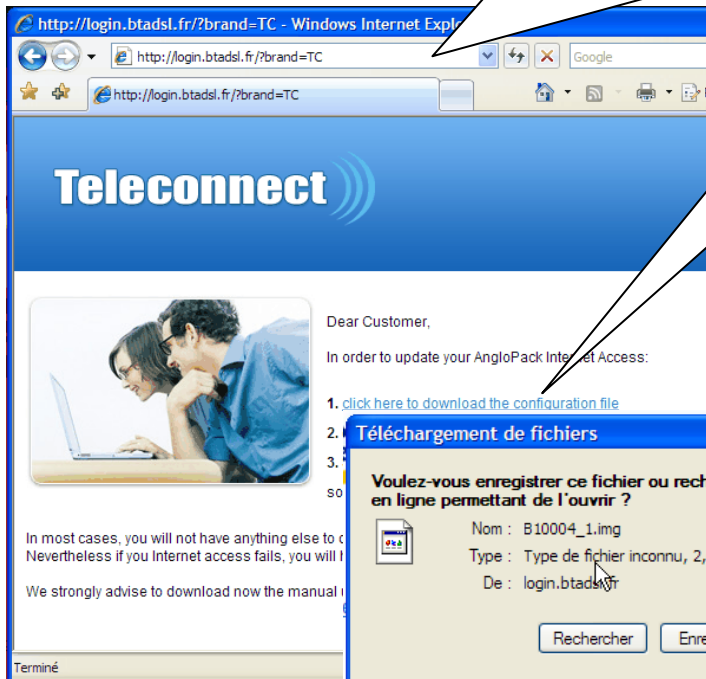 http://login.btadsl.fr/?brand=TC - Windows Internet Explo
http://login.btadsl.fr/?brand=TC
Google
http://login.btadsl.fr/?brand=TC
Teleconnect
Dear Customer,
In order to update your AngloPack Internet Access:
1. click here to download the configuration file
2.
3.
so
Téléchargement de fichiers
Voulez-vous enregistrer ce fichier ou rech
en ligne permettant de l'ouvrir ?
Nom : B10004_1.img
Type : Type de fichier inconnu, 2,
De : login.btadsl.fr
Rechercher
Enre
In most cases, you will not have anything else to d
Nevertheless if you Internet access fails, you will h
We strongly advise to download now the manual
Terminé